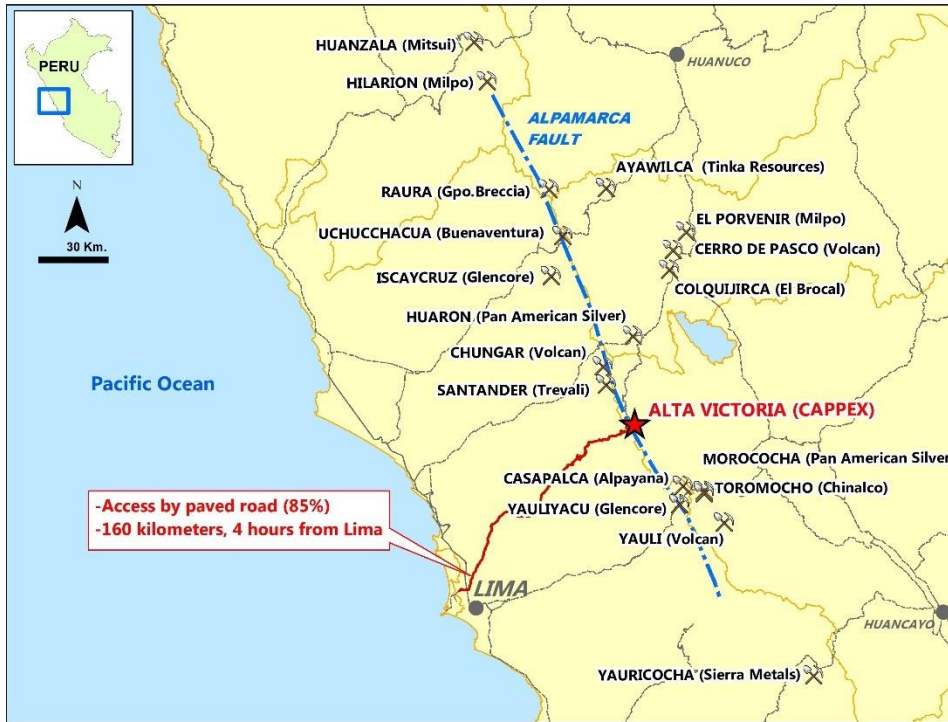 PERU
N
30 Km.
HUANZALA (Mitsui)
HUANUCO
HILARION (Milpo)
ALPAMARCA
FAULT
AYAWILCA (Tinka Resources)
RAURA (Gpo.Breccia)
EL PORVENIR (Milpo)
UCHUCCHACUA (Buenaventura)
CERRO DE PASCO (Volcan)
ISCAYCRUZ (Glencore)
COLQUIJIRCA (El Brocal)
HUARON (Pan American Silver)
CHUNGAR (Volcan)
Pacific Ocean
SANTANDER (Trevali)
ALTA VICTORIA (CAPPEX)
MOROCOCHA (Pan American Silver
CASAPALCA (Alpayana)
TOROMOCHO (Chinalco)
YAULIYACU (Glencore)
YAULI (Volcan)
-Access by paved road (85%)
-160 kilometers, 4 hours from Lima
LIMA
HUANCAYO
YAURICOCHA (Sierra Metals)